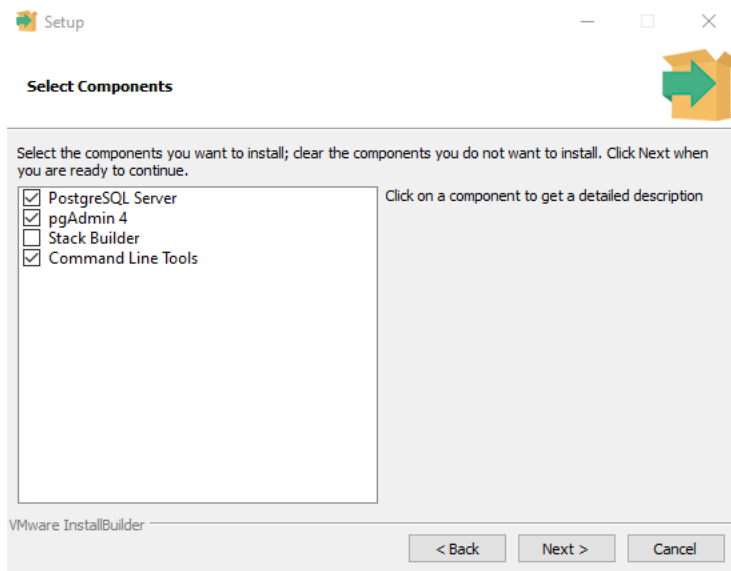 Setup
Select Components
Select the components you want to install; clear the components you do not want to install. Click Next when
you are ready to continue.
PostgreSQL Server
pgAdmin 4
Stack Builder
Command Line Tools
Click on a component to get a detailed description
VMware InstallBuilder
< Back
Next >
Cancel